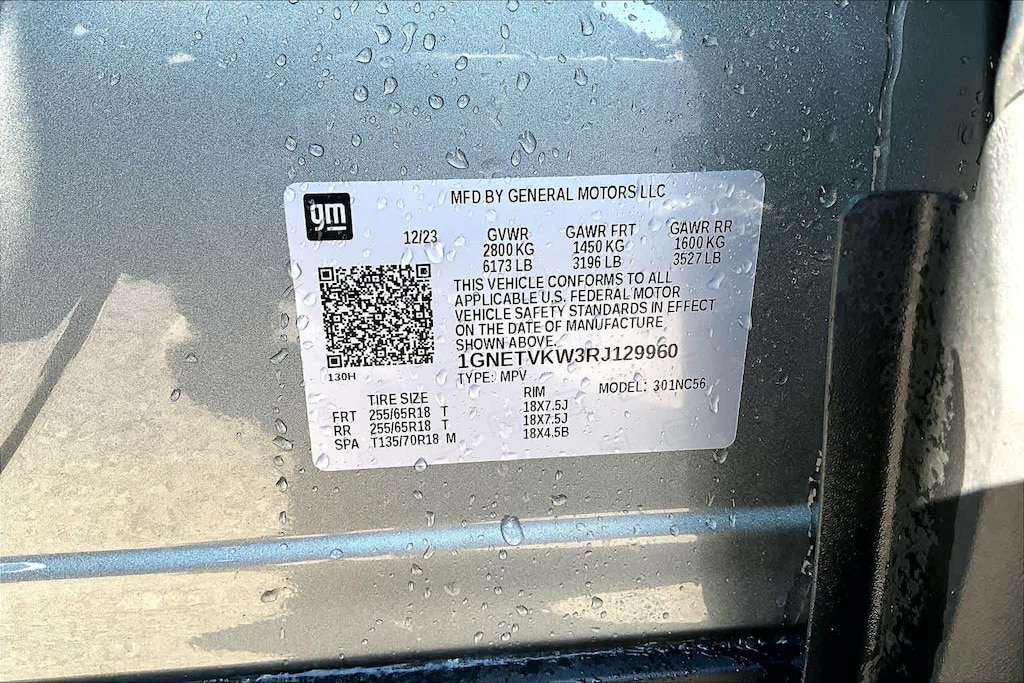 gm
MFD BY GENERAL MOTORS LLC
12/23 GVWR GAWR FRT GAWR RR
2800 KG 1450 KG 1600 KG
6173 LB 3196 LB 3527 LB
THIS VEHICLE CONFORMS TO ALL
APPLICABLE U.S. FEDERAL MOTOR
VEHICLE SAFETY STANDARDS IN EFFECT
ON THE DATE OF MANUFACTURE
SHOWN ABOVE.
1GNETVKW3RJ129960
130H
TYPE: MPV MODEL: 301NC56
TIRE SIZE RIM
FRT 255/65R18 T 18X7.5J
RR 255/65R18 T 18X7.5J
SPA T135/70R18 M 18X4.5B